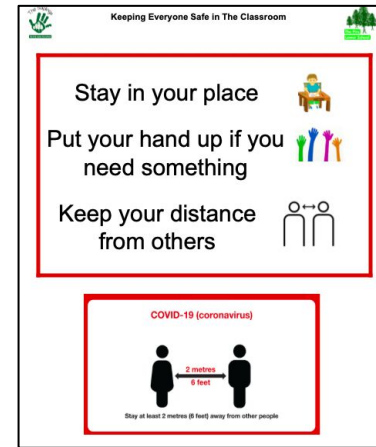 Keeping Everyone Safe in The Classroom
Stay in your place
Put your hand up if you
need something
Keep your distance
from others
COVID-19 (coronavirus)
2 metres
6 feet
Stay at least 2 metres (6 feet) away from other people